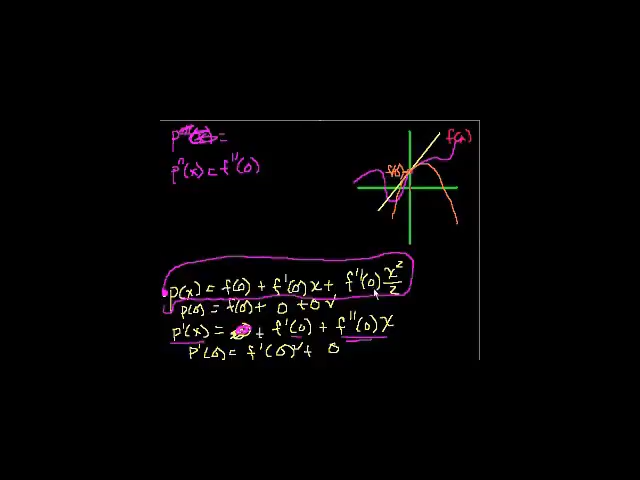 p'''(x) =
p''(x) = f''(0)
f(x)
f(0)
p(x) = f(0) + f'(0)x + f''(0) x²/2
p(0) = f(0) + 0 + 0 ✓
p'(x) = + f'(0) + f''(0)x
p'(0) = f'(0) + 0